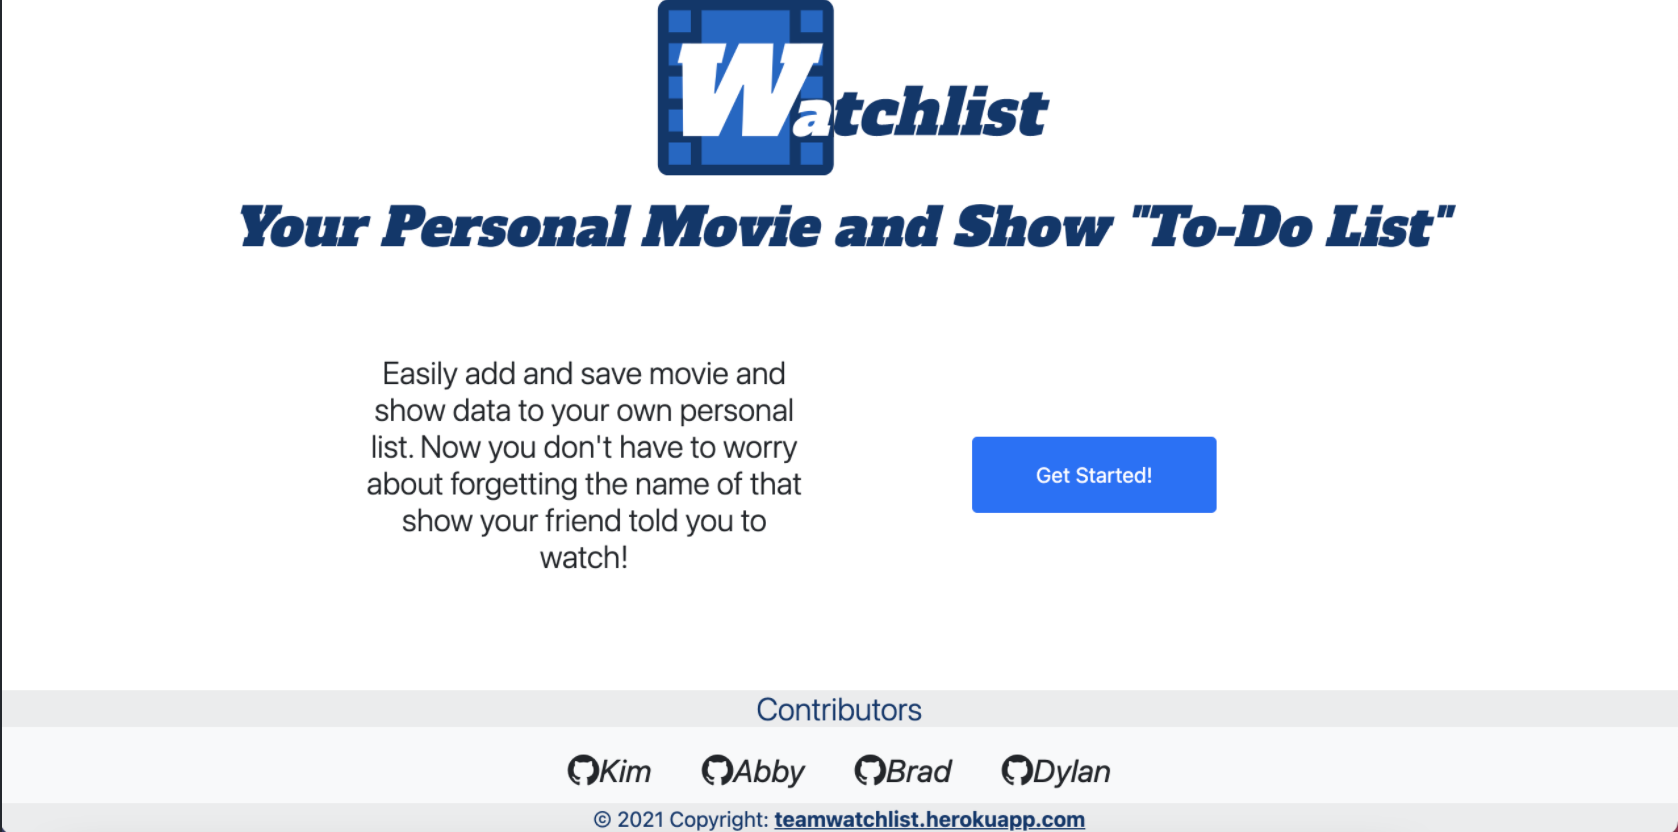 Watchlist
Your Personal Movie and Show "To-Do List"
Easily add and save movie and
show data to your own personal
list. Now you don't have to worry
about forgetting the name of that
show your friend told you to
watch!
Get Started!
Contributors
Kim Abby Brad Dylan
© 2021 Copyright: teamwatchlist.herokuapp.com